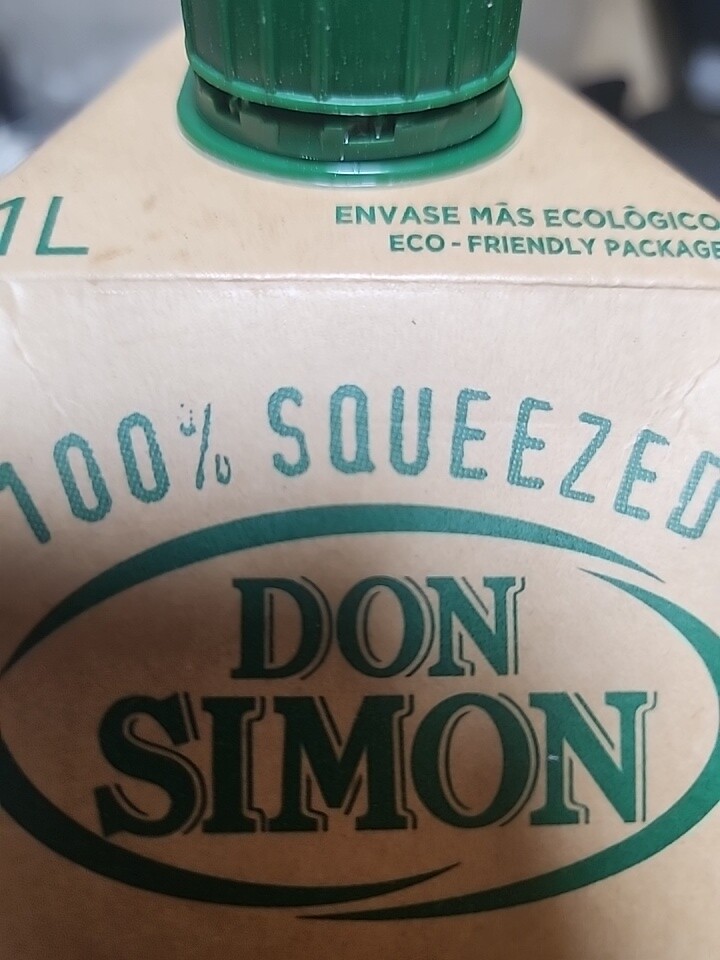 1L
ENVASE MÁS ECOLÓGICO
ECO-FRIENDLY PACKAGE
100% SQUEEZED
DON
SIMON